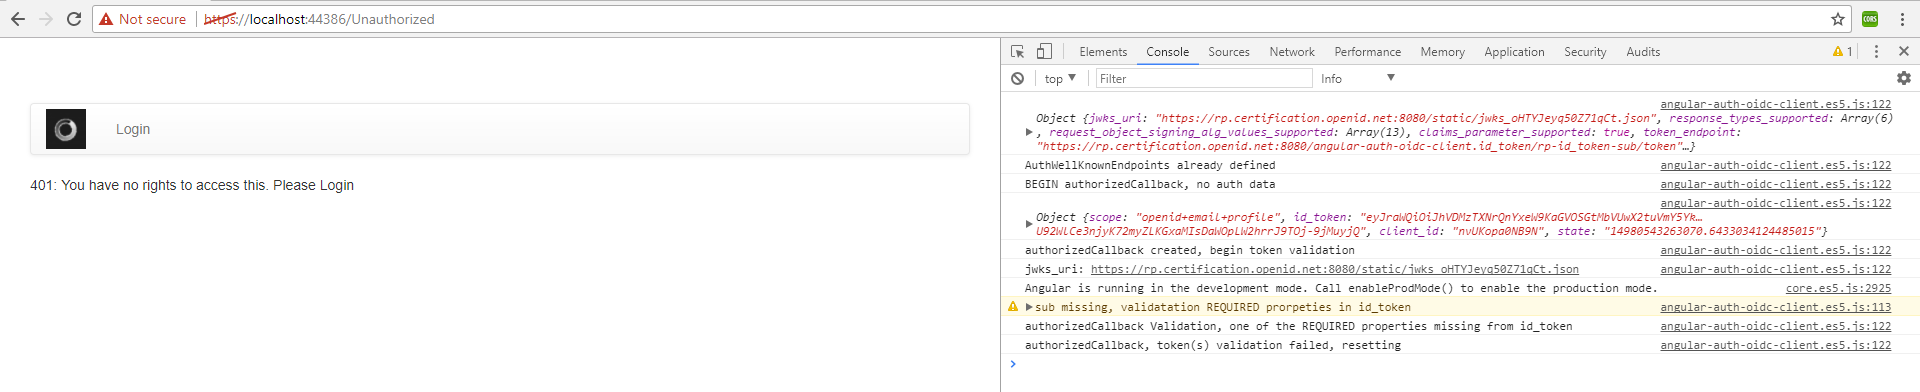 Not secure https://localhost:44386/Unauthorized CORS
Login
401: You have no rights to access this. Please Login
Elements Console Sources Network Performance Memory Application Security Audits 1
top Filter Info
angular-auth-oidc-client.es5.js:122
Object {jwks_uri: "https://rp.certification.openid.net:8080/static/jwks_oHTYJeyq50Z71qCt.json", response_types_supported: Array(6)
, request_object_signing_alg_values_supported: Array(13), claims_parameter_supported: true, token_endpoint:
"https://rp.certification.openid.net:8080/angular-auth-oidc-client.id_token/rp-id_token-sub/token"…}
AuthWellKnownEndpoints already defined angular-auth-oidc-client.es5.js:122
BEGIN authorizedCallback, no auth data angular-auth-oidc-client.es5.js:122
angular-auth-oidc-client.es5.js:122
Object {scope: "openid+email+profile", id_token: "eyJraWQiOiJhVDMzTXNrQnYxeW9KaGVOSGtMbVUwX2tuVmY5Yk…
U92WlCe3njyK72myZLKGxaMIsDaWOplW2hrrJ9TOj-9jMuyjQ", client_id: "nvUKopa0NB9N", state: "14980543263070.6433034124485015"}
authorizedCallback created, begin token validation angular-auth-oidc-client.es5.js:122
jwks_uri: https://rp.certification.openid.net:8080/static/jwks_oHTYJeyq50Z71qCt.json angular-auth-oidc-client.es5.js:122
Angular is running in the development mode. Call enableProdMode() to enable the production mode. core.es5.js:2925
sub missing, validatation REQUIRED prorpeties in id_token angular-auth-oidc-client.es5.js:113
authorizedCallback Validation, one of the REQUIRED properties missing from id_token angular-auth-oidc-client.es5.js:122
authorizedCallback, token(s) validation failed, resetting angular-auth-oidc-client.es5.js:122